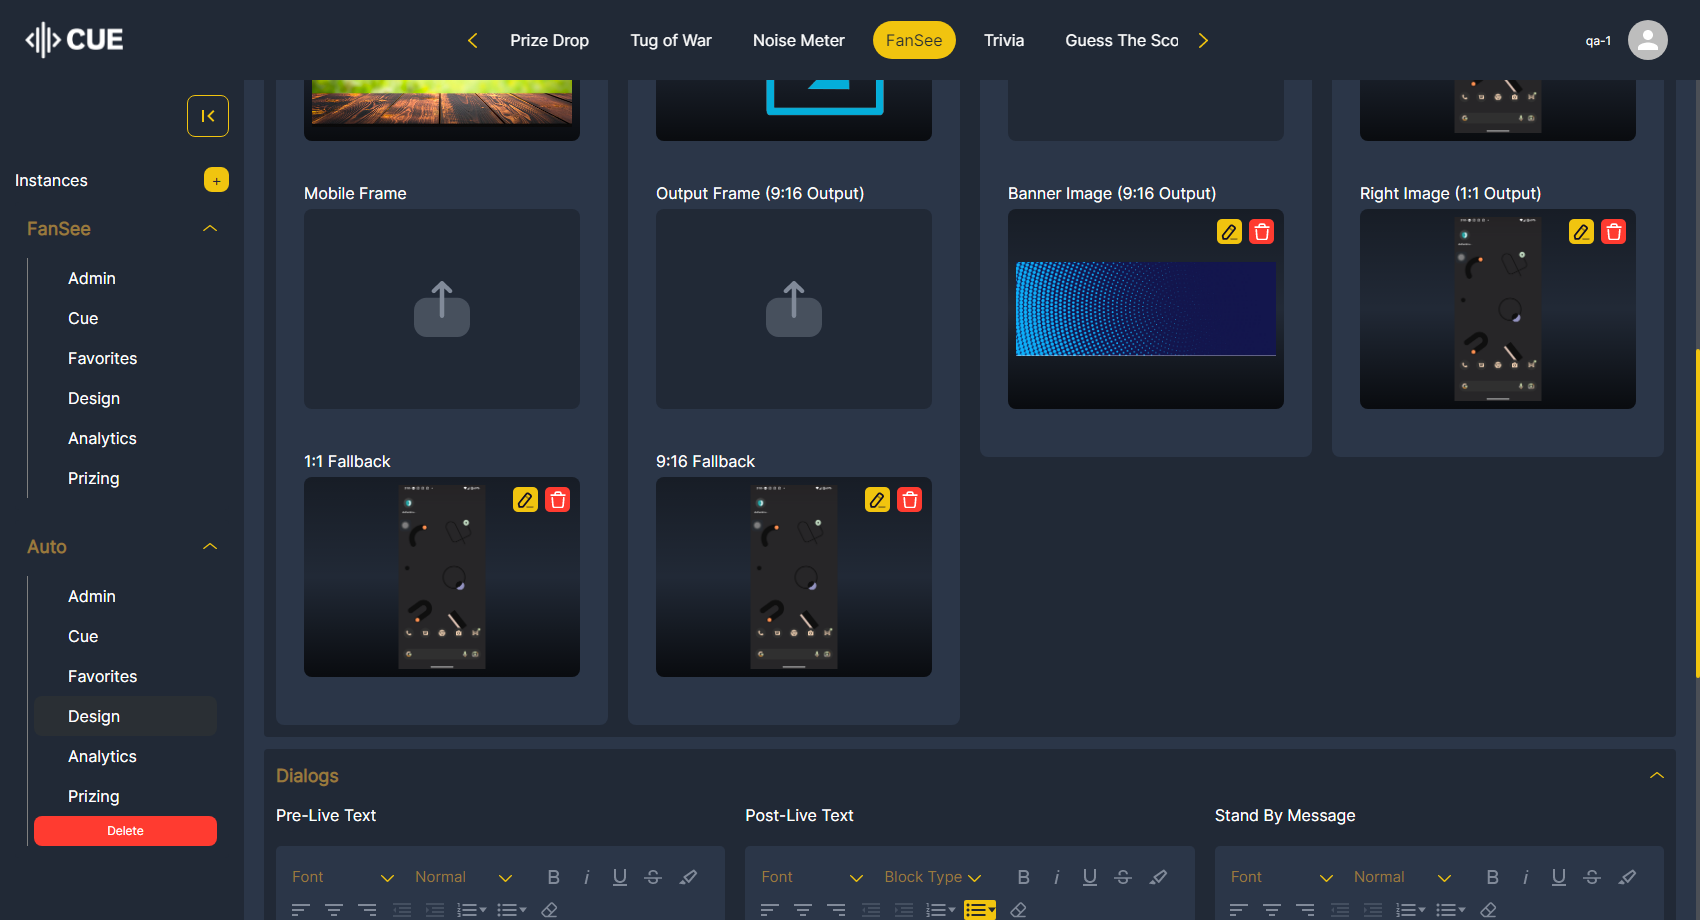 CUE
Prize Drop
Tug of War
Noise Meter
FanSee
Trivia
Guess The Sco
qa-1
Instances
+
FanSee
Admin
Cue
Favorites
Design
Analytics
Prizing
Auto
Admin
Cue
Favorites
Design
Analytics
Prizing
Delete
Mobile Frame
Output Frame (9:16 Output)
Banner Image (9:16 Output)
Right Image (1:1 Output)
1:1 Fallback
9:16 Fallback
Dialogs
Pre-Live Text
Post-Live Text
Stand By Message
Font
Normal
B
i
U
S
Font
Block Type
B
i
U
S
Font
Normal
B
i
U
S